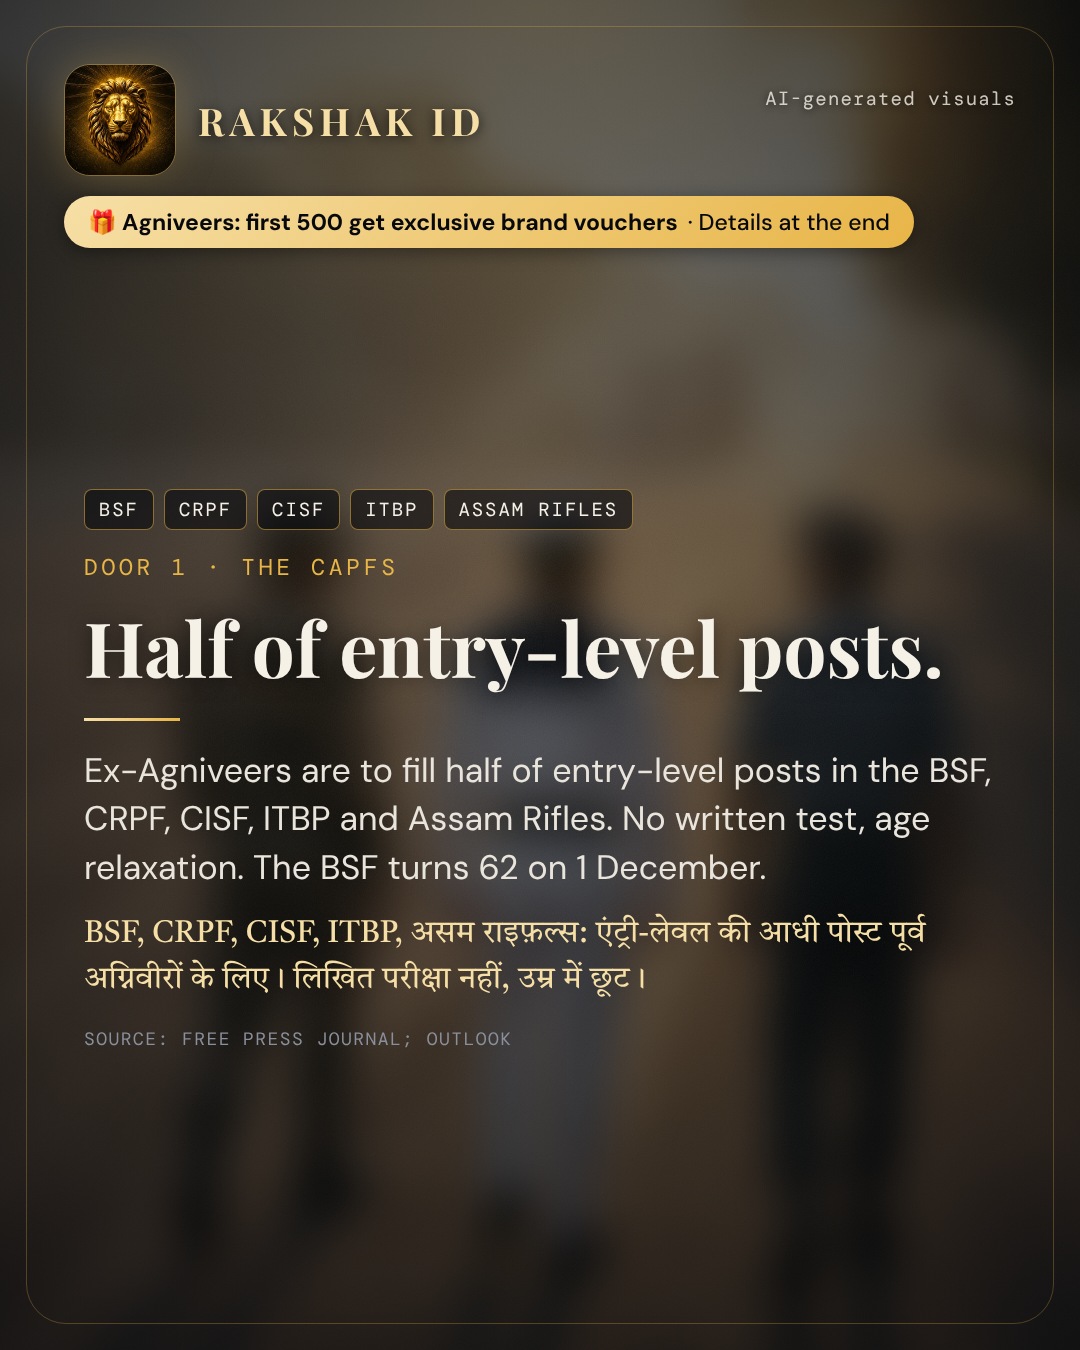 RAKSHAK ID
AI-generated visuals
🎁 Agniveers: first 500 get exclusive brand vouchers · Details at the end
BSF CRPF CISF ITBP ASSAM RIFLES
DOOR 1 · THE CAPFS
Half of entry-level posts.
Ex-Agniveers are to fill half of entry-level posts in the BSF,
CRPF, CISF, ITBP and Assam Rifles. No written test, age
relaxation. The BSF turns 62 on 1 December.
BSF, CRPF, CISF, ITBP, असम राइफ़ल्स: एंट्री-लेवल की आधी पोस्ट पूर्व
अग्निवीरों के लिए। लिखित परीक्षा नहीं, उम्र में छूट।
SOURCE: FREE PRESS JOURNAL; OUTLOOK